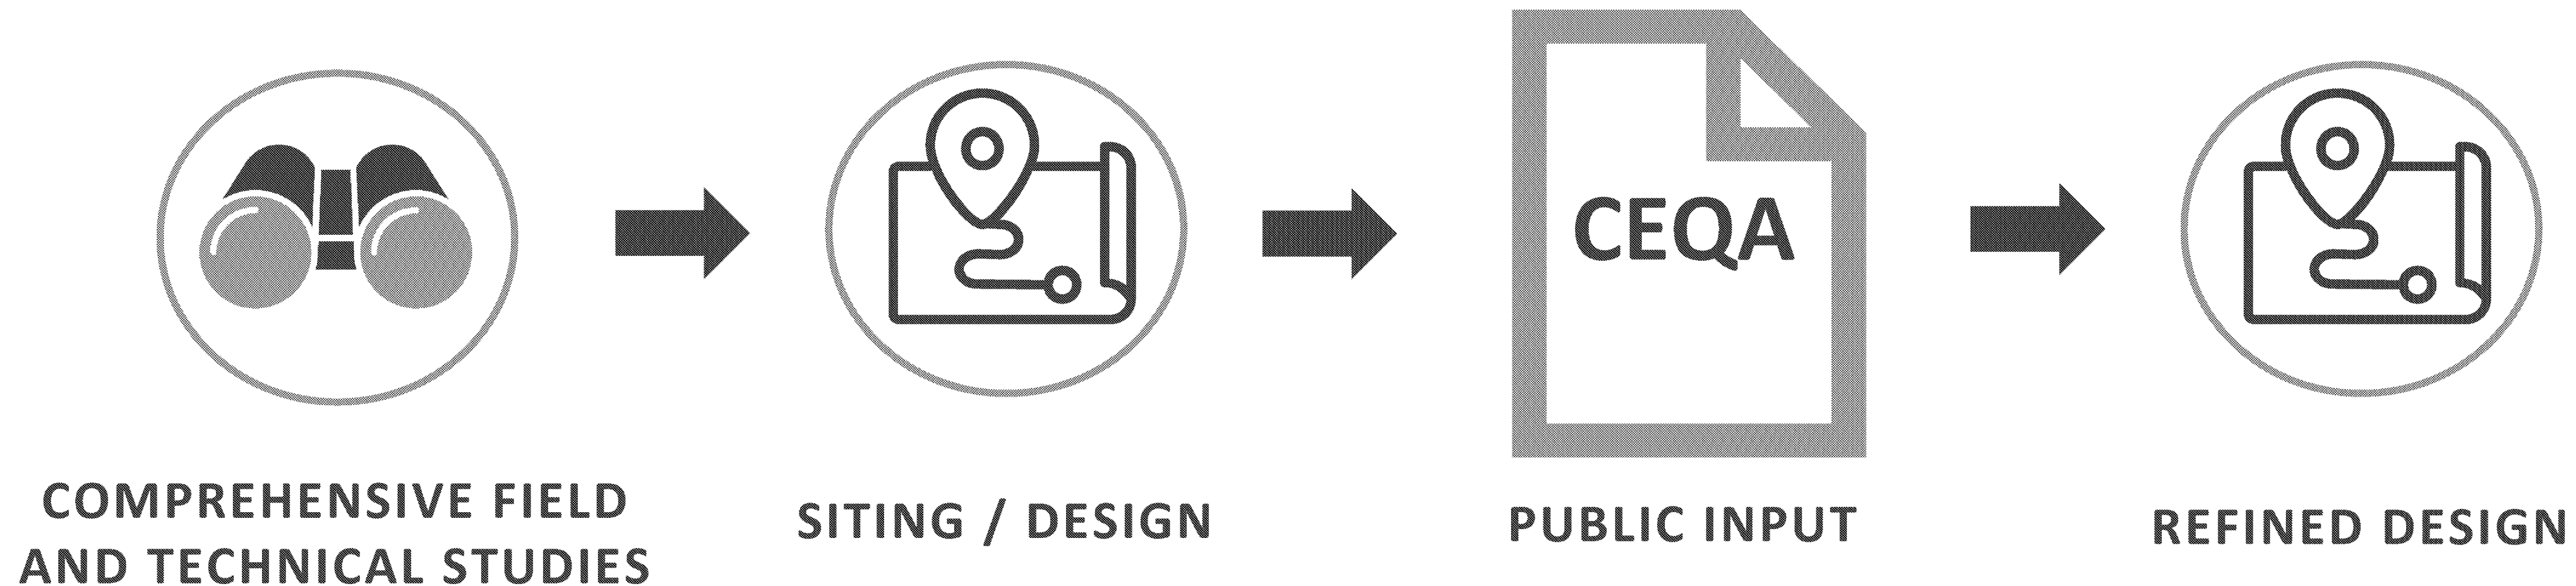 CEQA
COMPREHENSIVE FIELD
AND TECHNICAL STUDIES
SITING / DESIGN
PUBLIC INPUT
REFINED DESIGN